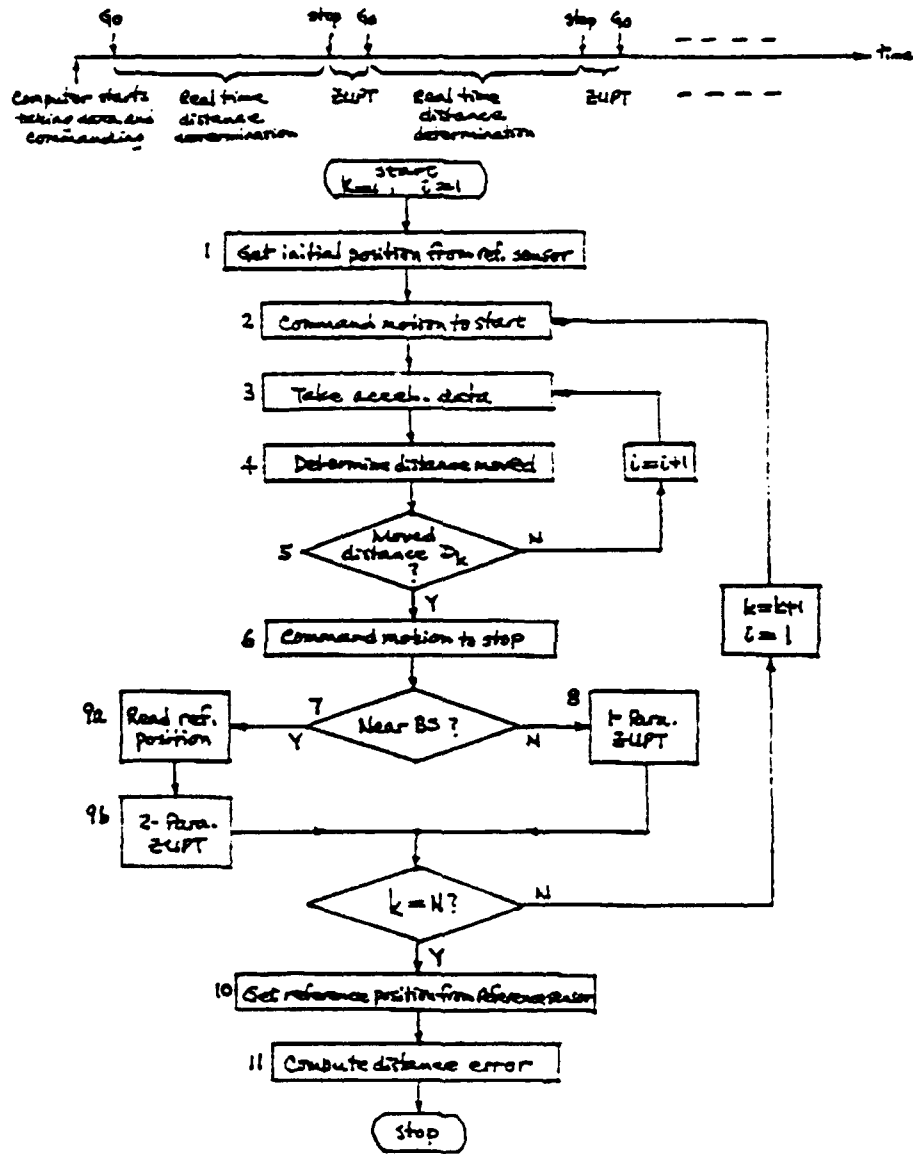 Go stop Go stop Go
time
Computer starts
taking data and
commanding
Real time
distance
determination
ZUPT
Real time
distance
determination
ZUPT
start
k=1, i=1
1 Get initial position from ref. sensor
2 Command motion to start
3 Take accel. data
4 Determine distance moved
i=i+1
5 Moved
distance Dk
?
N
Y
k=k+1
i=1
6 Command motion to stop
7 Near BS?
Y
N
9a Read ref.
position
8 1-Para.
ZUPT
9b 2-Para.
ZUPT
k=N?
N
Y
10 Get reference position from reference sensor
11 Compute distance error
stop